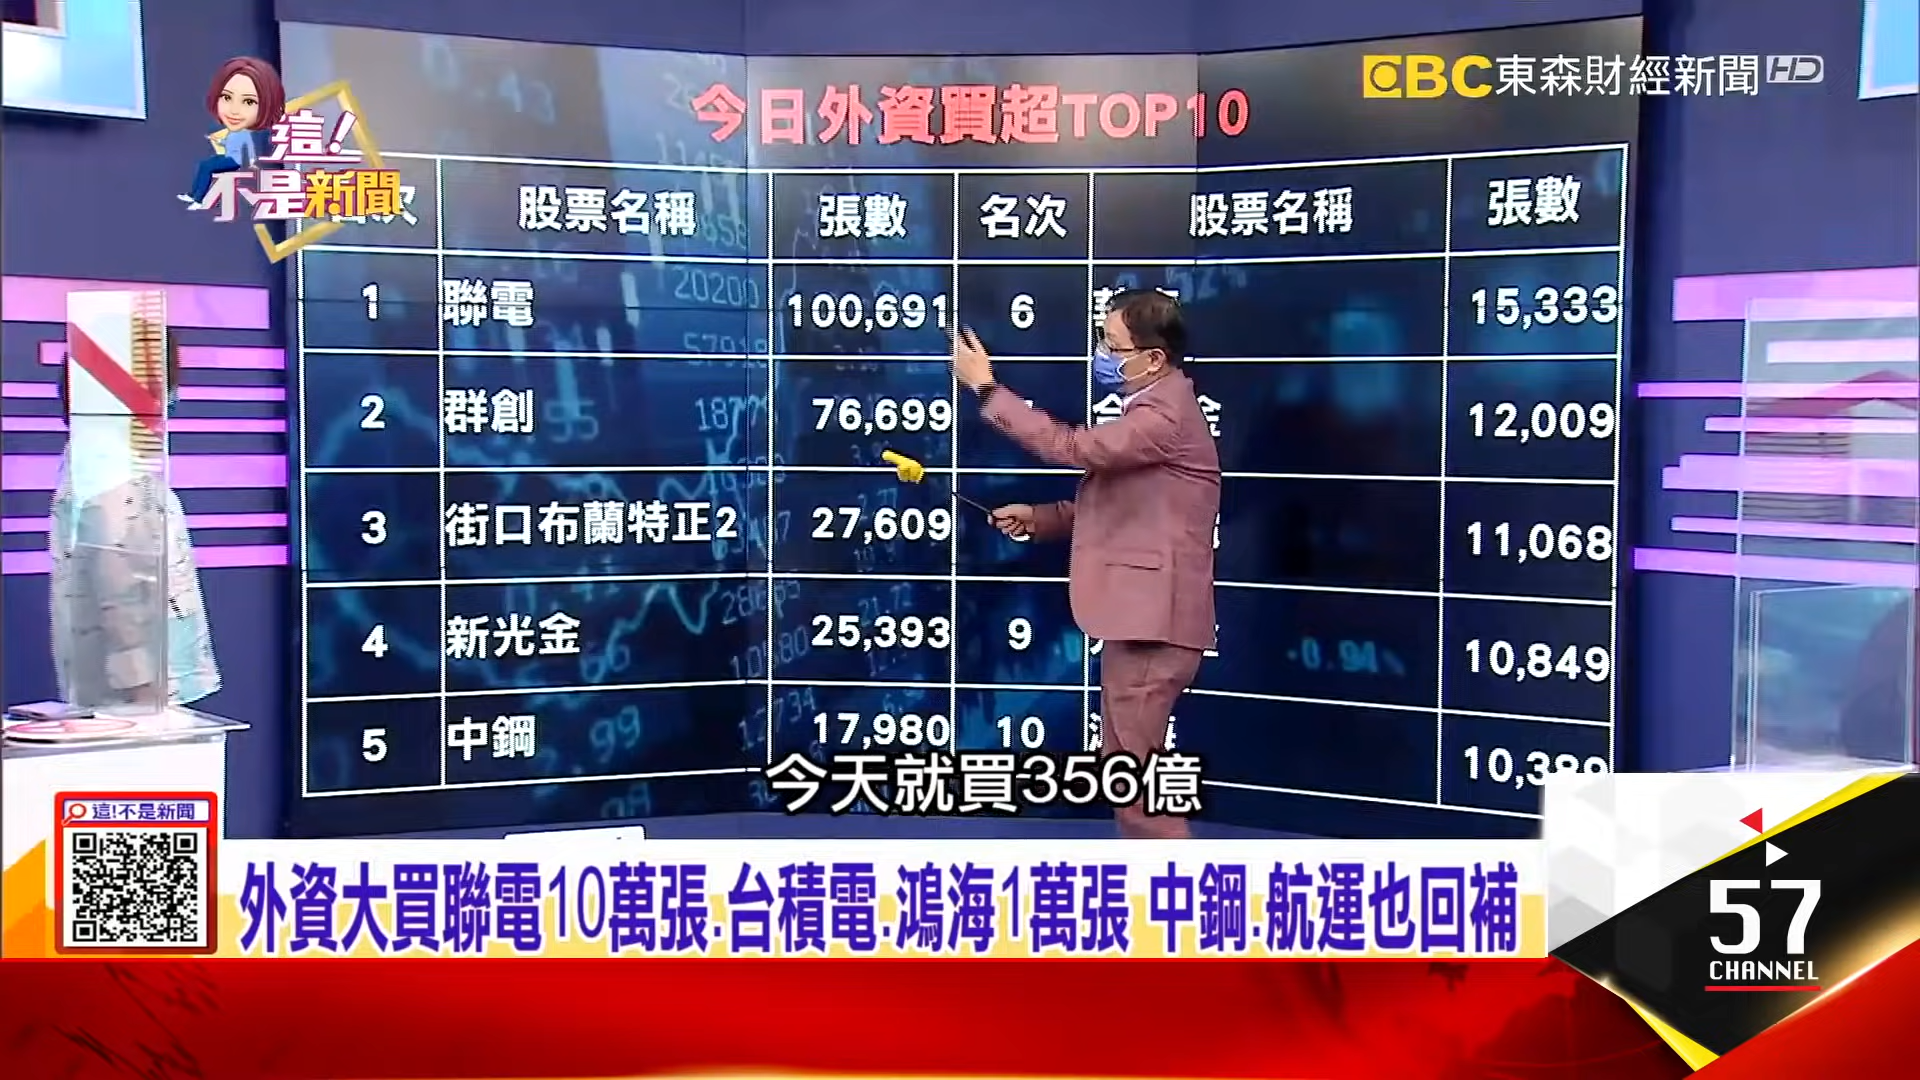 EBC東森財經新聞HD
這!
不是新聞
今日外資買超TOP10
股票名稱 張數 名次 股票名稱 張數
1 聯電 100,691 6 15,333
2 群創 76,699 金 12,009
3 街口布蘭特正2 27,609 11,068
4 新光金 25,393 9 10,849
5 中鋼 17,980 10 10,389
今天就買356億
這!不是新聞
外資大買聯電10萬張.台積電.鴻海1萬張 中鋼.航運也回補
57
CHANNEL